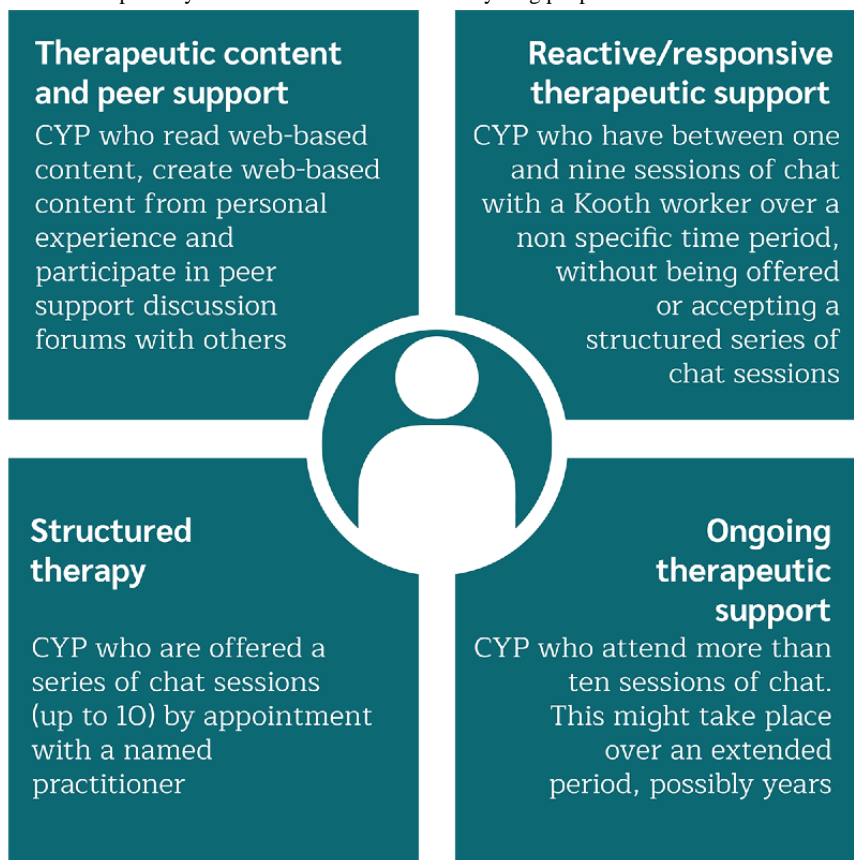 Therapeutic content
and peer support
CYP who read web-based
content, create web-based
content from personal
experience and
participate in peer
support discussion
forums with others
Reactive/responsive
therapeutic support
CYP who have between one
and nine sessions of chat
with a Kooth worker over a
non specific time period,
without being offered
or accepting a
structured series of
chat sessions
Structured
therapy
CYP who are offered a
series of chat sessions
(up to 10) by appointment
with a named
practitioner
Ongoing
therapeutic
support
CYP who attend more than
ten sessions of chat.
This might take place
over an extended
period, possibly years